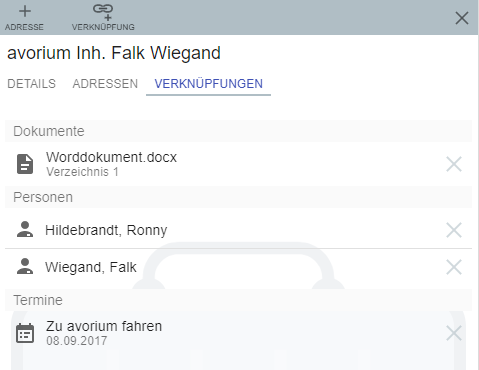 ADRESSE
VERKNÜPFUNG
avorium Inh. Falk Wiegand
DETAILS ADRESSEN VERKNÜPFUNGEN
Dokumente
Worddokument.docx
Verzeichnis 1
Personen
Hildebrandt, Ronny
Wiegand, Falk
Termine
Zu avorium fahren
08.09.2017